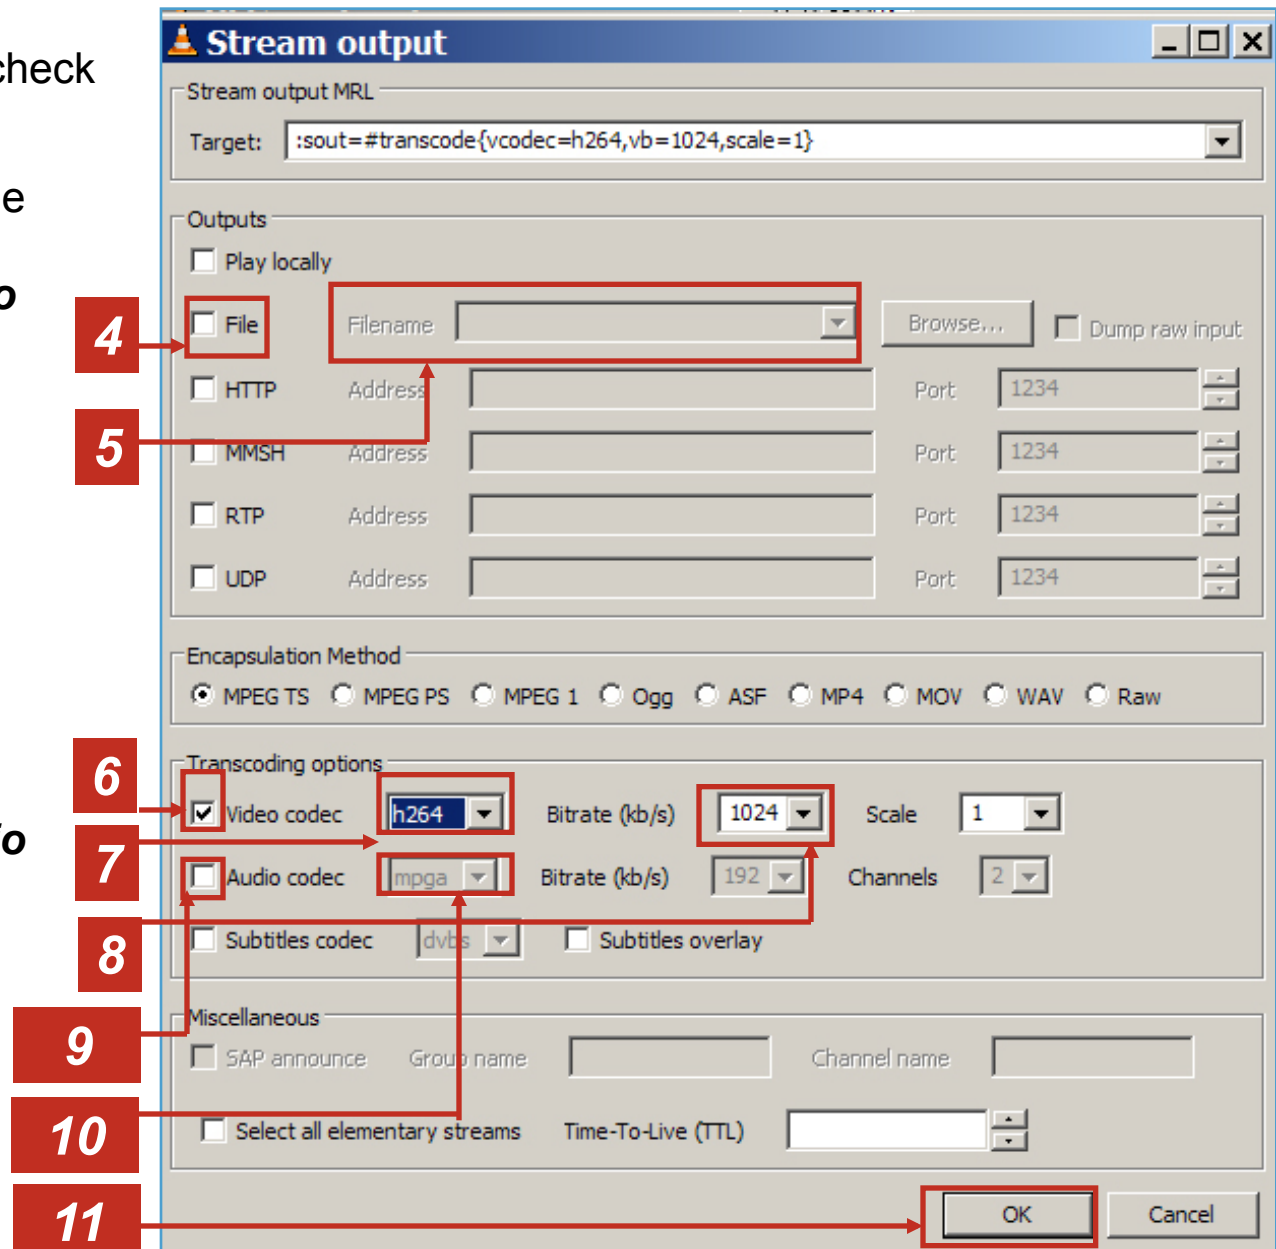 check
e
o
Stream output
Stream output MRL
Target: :sout=#transcode{vcodec=h264,vb=1024,scale=1}
Outputs
Play locally
4
File Filename Browse... Dump raw input
HTTP Address Port 1234
5
MMSH Address Port 1234
RTP Address Port 1234
UDP Address Port 1234
Encapsulation Method
MPEG TS MPEG PS MPEG 1 Ogg ASF MP4 MOV WAV Raw
Transcoding options
6
Video codec h264 Bitrate (kb/s) 1024 Scale 1
o
7
Audio codec mpga Bitrate (kb/s) 192 Channels 2
8
Subtitles codec dvbs Subtitles overlay
Miscellaneous
9
SAP announce Group name Channel name
10
Select all elementary streams Time-To-Live (TTL)
11
OK Cancel